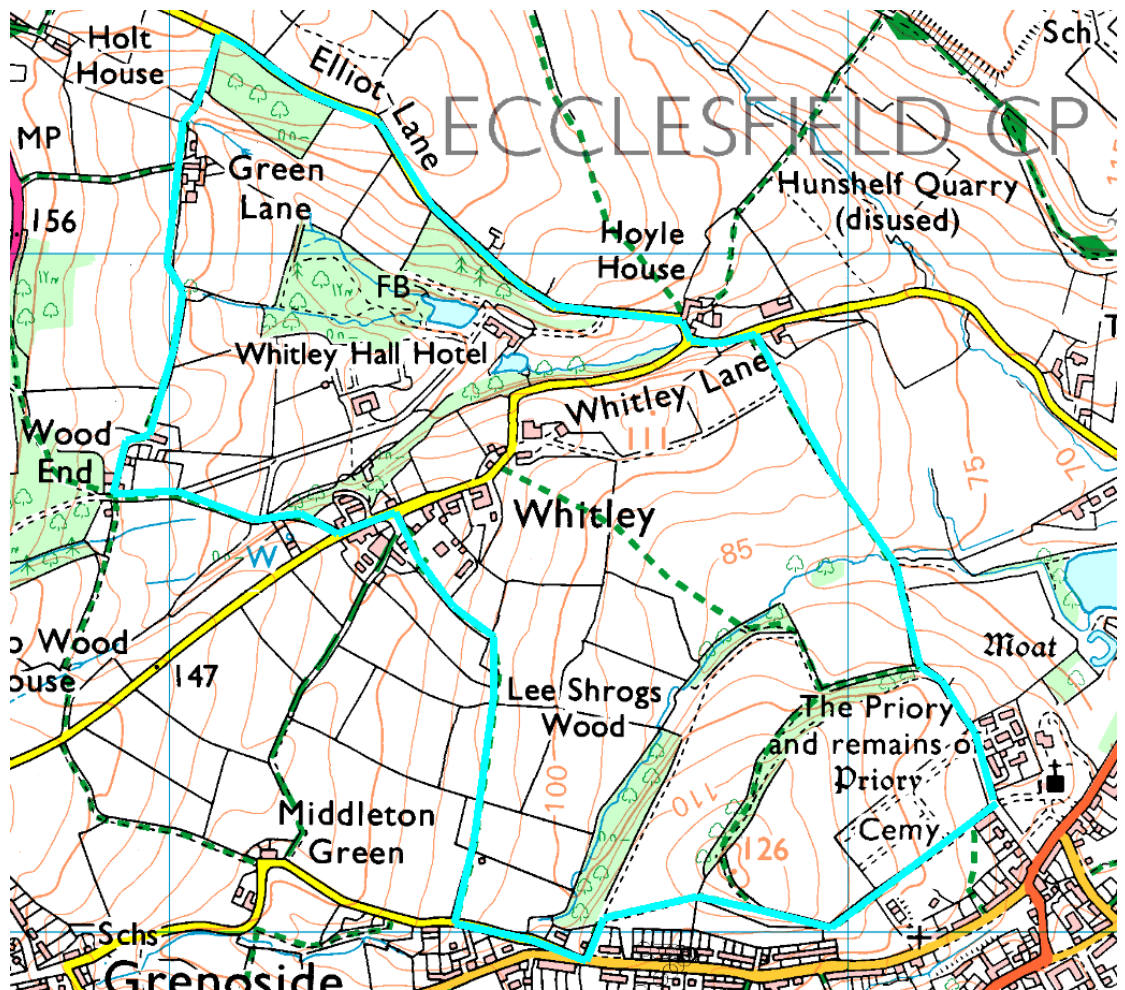 Holt
House
Elliot Lane
Sch
ECCLESFIELD CP
MP
Green
Lane
Hunshelf Quarry
(disused)
156
Hoyle
House
FB
Whitley Hall Hotel
Whitley Lane
111
Wood
End
75
70
Whitley
W
85
o Wood
ouse
147
Moat
Lee Shrogs
Wood
The Priory
and remains o
Priory
100
110
Middleton
Green
126
Cemy
Schs
Grenoside